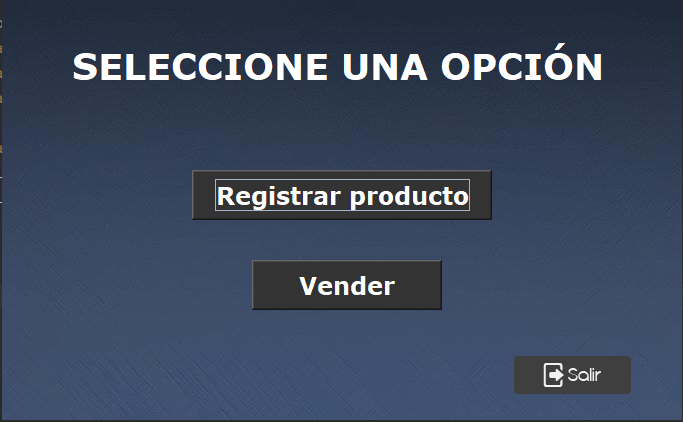 SELECCIONE UNA OPCIÓN
Registrar producto
Vender
Salir